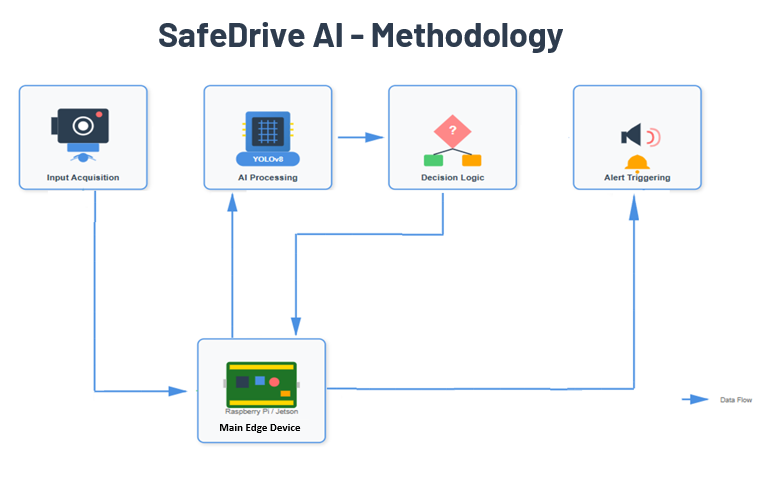 SafeDrive AI - Methodology
Input Acquisition
YOLOv8
AI Processing
?
Decision Logic
Alert Triggering
Raspberry Pi / Jetson
Main Edge Device
Data Flow